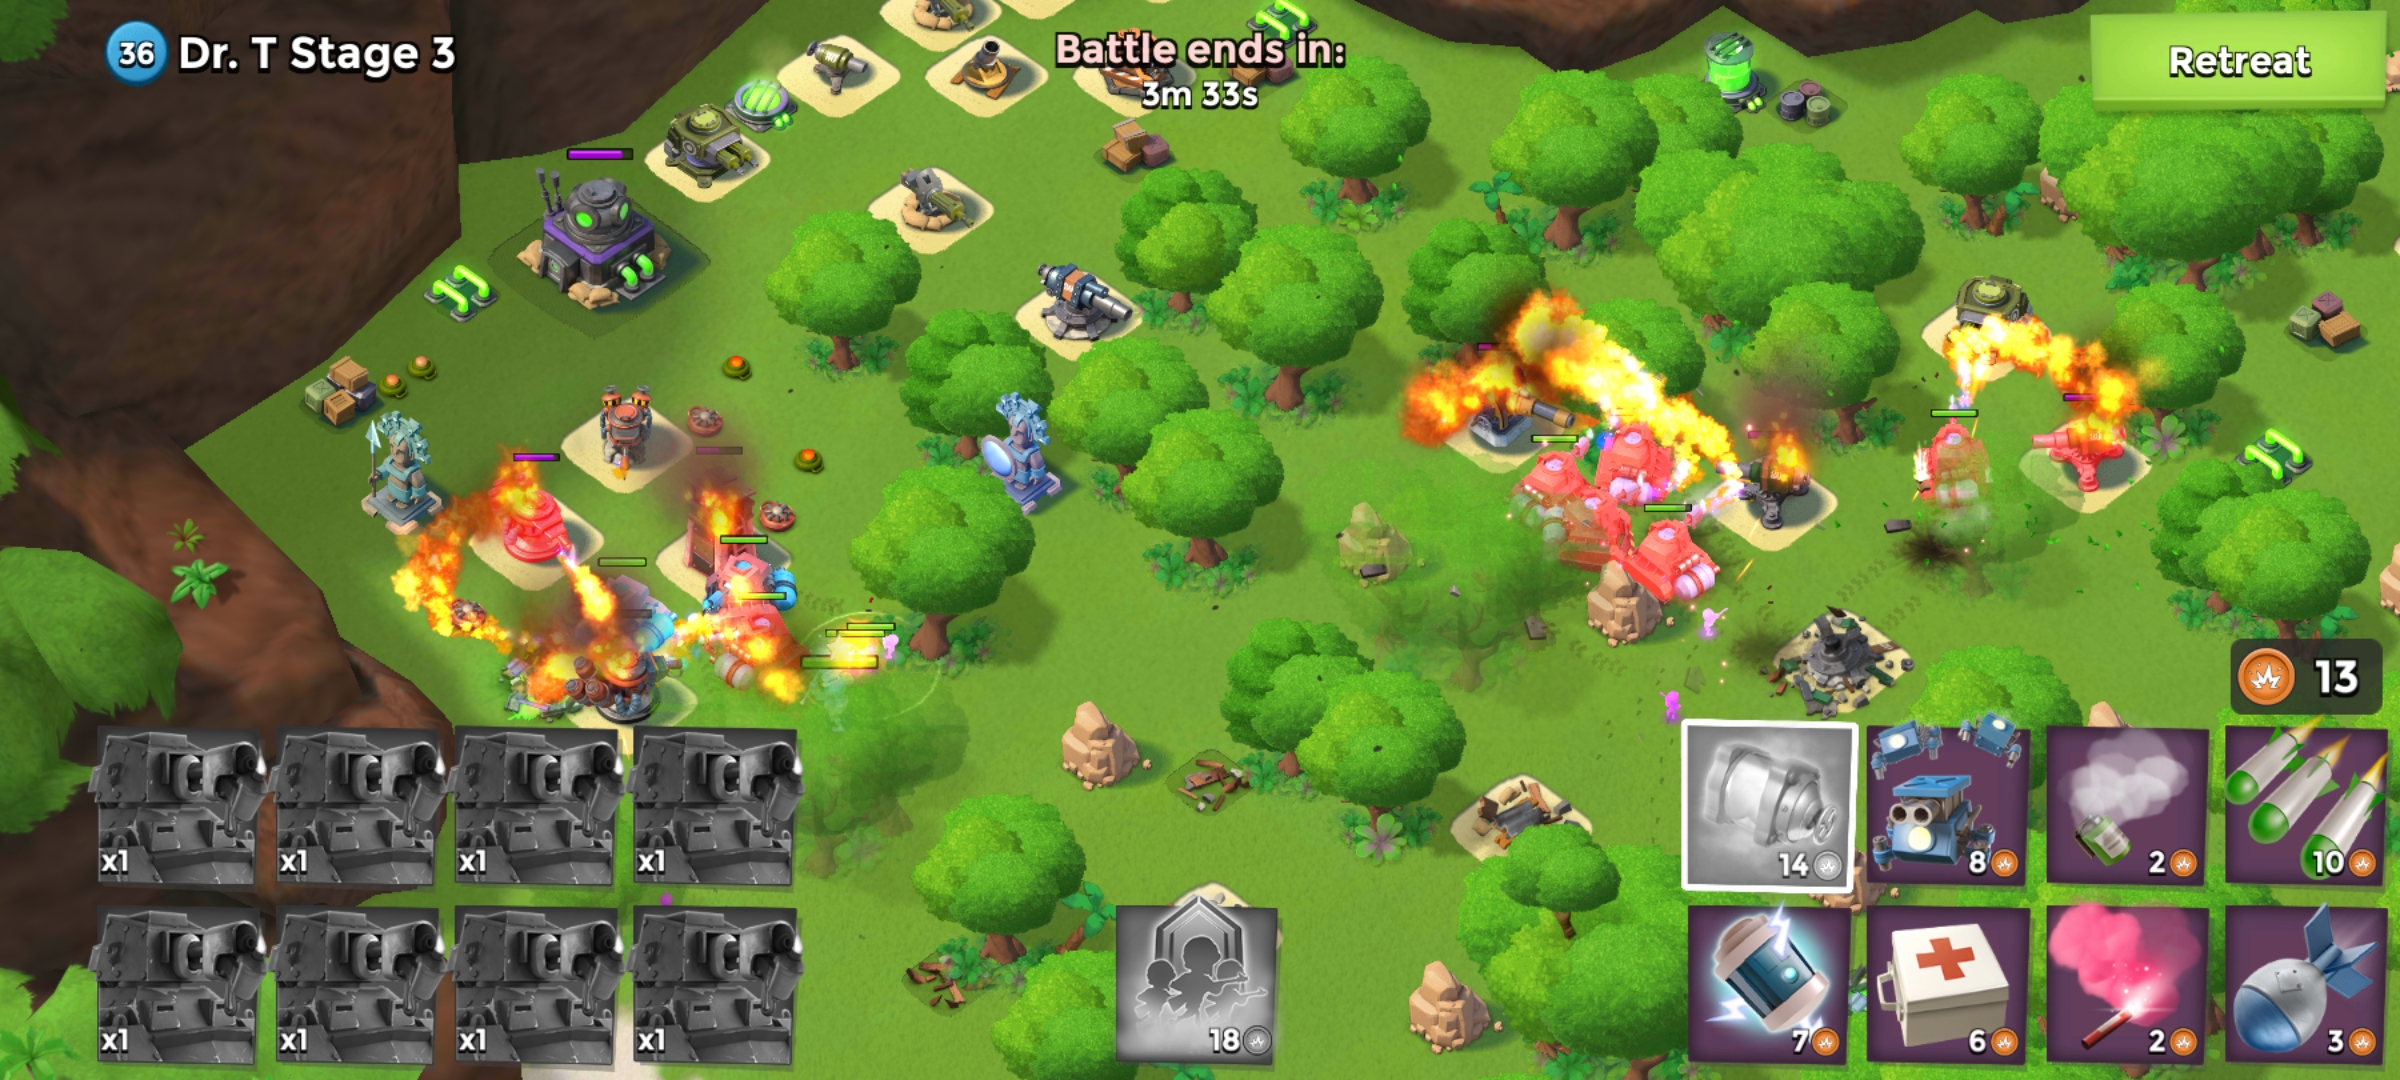 36 Dr. T Stage 3
Battle ends in:
3m 33s
Retreat
13
x1 x1 x1 x1
14 8 2 10
x1 x1 x1 x1
18
7 6 2 3